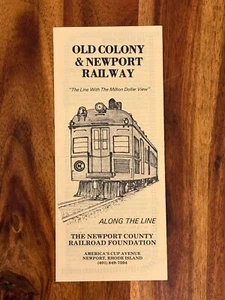 OLD COLONY
& NEWPORT
RAILWAY
"The Line With The Million Dollar View"
ALONG THE LINE
THE NEWPORT COUNTY
RAILROAD FOUNDATION
AMERICA'S CUP AVENUE
NEWPORT, RHODE ISLAND